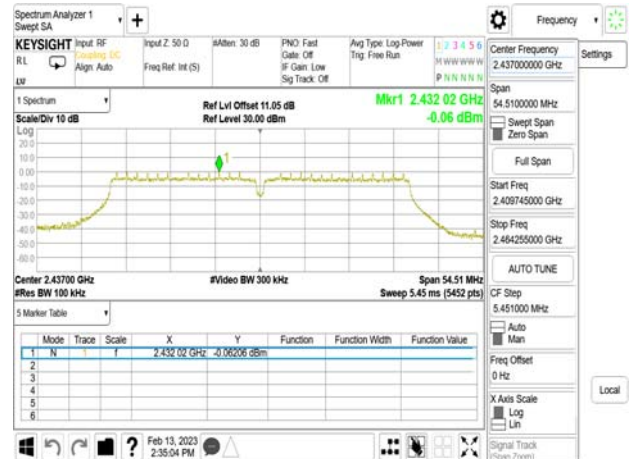 Spectrum Analyzer 1
Swept SA
Frequency
KEYSIGHT
Input: RF
Coupling: DC
Align: Auto
Input Z: 50 Ω
Freq Ref: Int (S)
#Atten: 30 dB
PNO: Fast
Gate: Off
IF Gain: Low
Sig Track: Off
Avg Type: Log-Power
Trig: Free Run
1 2 3 4 5 6
M W W W W W
P N N N N N
RL
1 Spectrum
Scale/Div 10 dB
Ref Lvl Offset 11.05 dB
Ref Level 30.00 dBm
Mkr1 2.432 02 GHz
-0.06 dBm
Log
20.0
10.0
0.00
-10.0
-20.0
-30.0
-40.0
-50.0
-60.0
1
Center 2.43700 GHz
#Video BW 300 kHz
Span 54.51 MHz
#Res BW 100 kHz
Sweep 5.45 ms (5452 pts)
5 Marker Table
Mode Trace Scale X Y Function Function Width Function Value
1 N 1 f 2.432 02 GHz -0.06206 dBm
2
3
4
5
6
Feb 13, 2023
2:35:04 PM
Center Frequency
2.437000000 GHz
Settings
Span
54.5100000 MHz
Swept Span
Zero Span
Full Span
Start Freq
2.409745000 GHz
Stop Freq
2.464255000 GHz
AUTO TUNE
CF Step
5.451000 MHz
Auto
Man
Freq Offset
0 Hz
X Axis Scale
Log
Lin
Local
Signal Track
(Span Zoom)